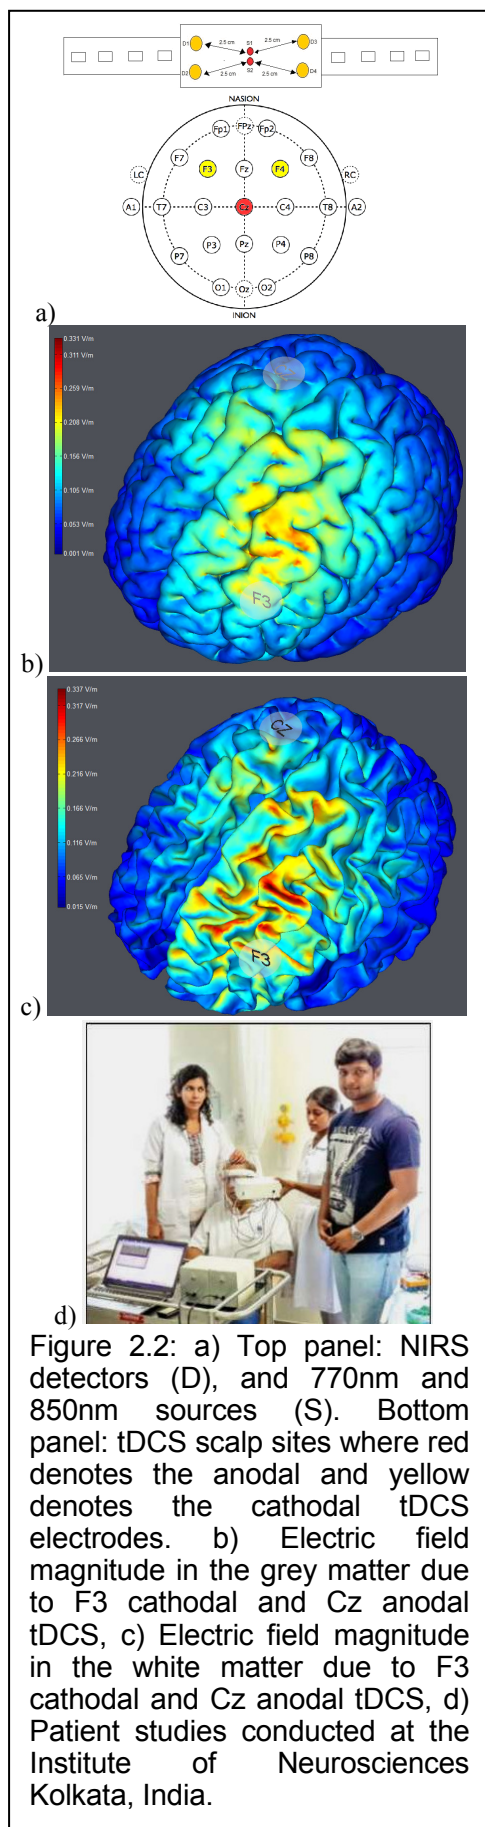 D1
S1
D3
2.5 cm
2.5 cm
D2
2.5 cm
S2
2.5 cm
D4
NASION
Fp1
FPz
Fp2
F7
F3
Fz
F4
F8
LC
RC
A1
T7
C3
Cz
C4
T8
A2
P7
P3
Pz
P4
P8
O1
Oz
O2
INION
a)
0.331 V/m
0.311 V/m
0.260 V/m
0.208 V/m
0.156 V/m
0.106 V/m
0.053 V/m
0.001 V/m
F3
b)
0.337 V/m
0.317 V/m
0.266 V/m
0.216 V/m
0.166 V/m
0.116 V/m
0.065 V/m
0.015 V/m
CZ
F3
c)
d)
Figure 2.2: a) Top panel: NIRS
detectors (D), and 770nm and
850nm sources (S). Bottom
panel: tDCS scalp sites where red
denotes the anodal and yellow
denotes the cathodal tDCS
electrodes. b) Electric field
magnitude in the grey matter due
to F3 cathodal and Cz anodal
tDCS, c) Electric field magnitude
in the white matter due to F3
cathodal and Cz anodal tDCS, d)
Patient studies conducted at the
Institute of Neurosciences
Kolkata, India.